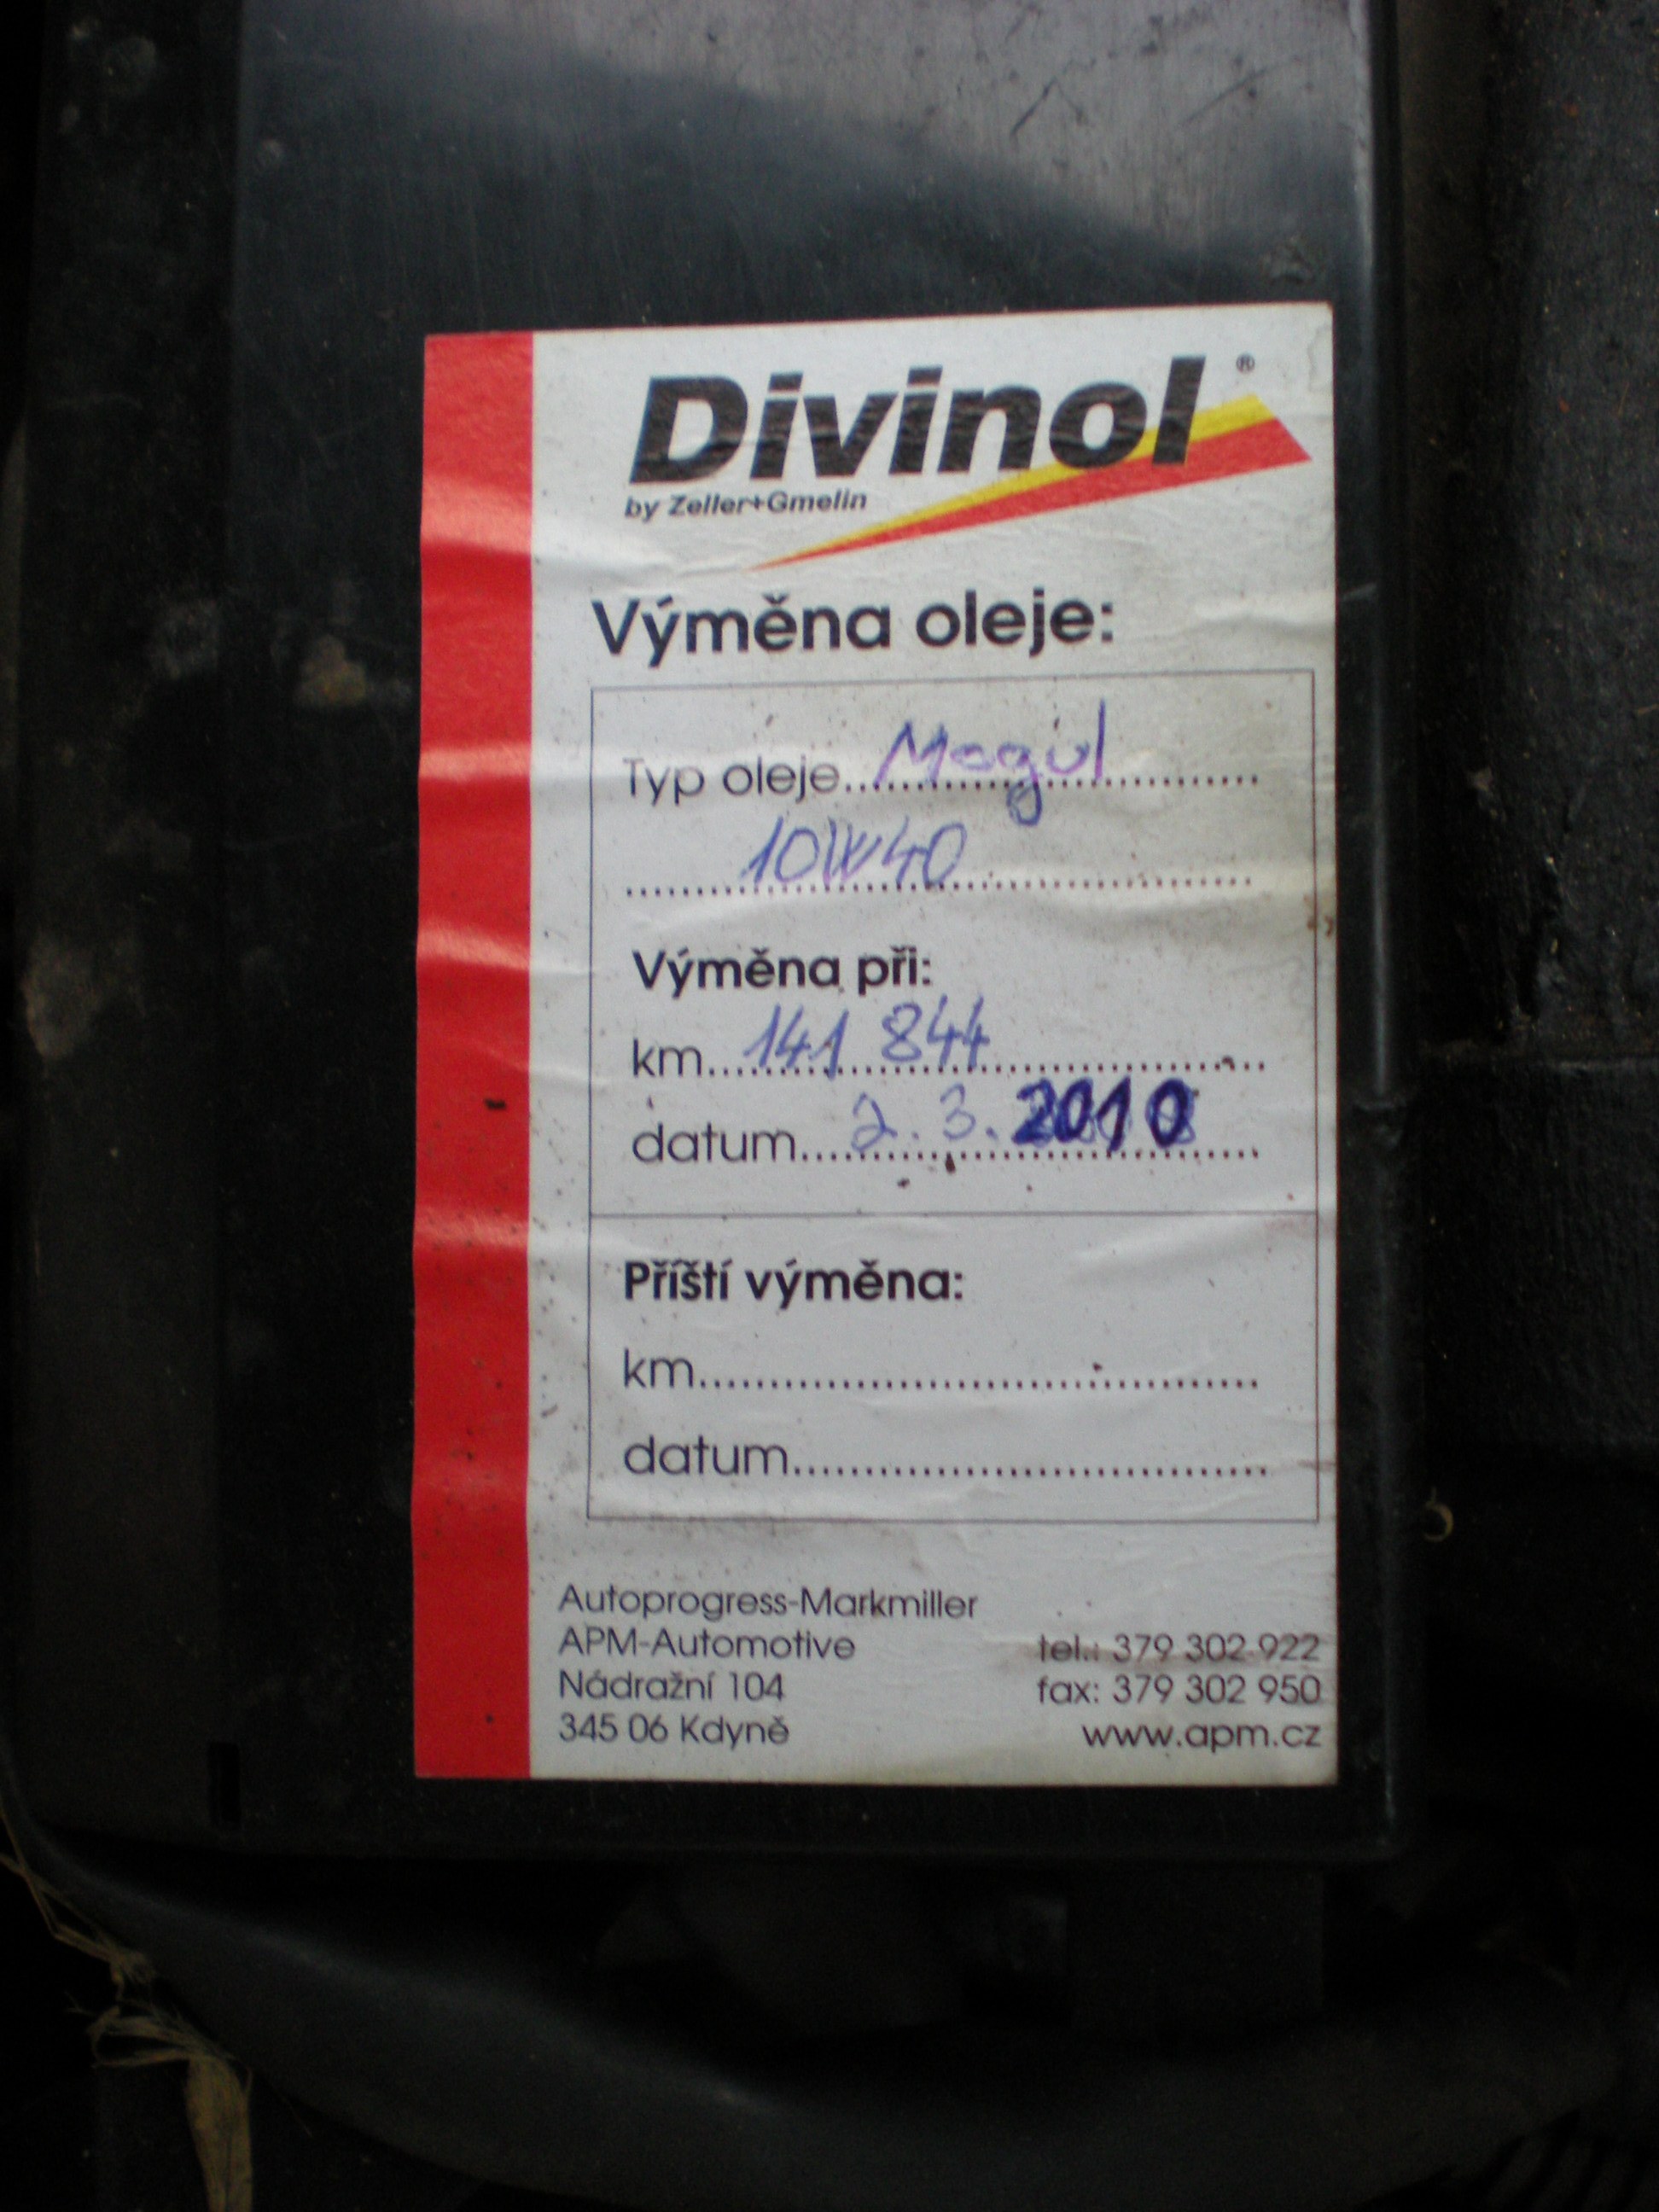 Divinol ®
by Zeller+Gmelin
Výměna oleje:
Typ oleje Mogul
10W40
Výměna při:
km 141 844
datum 2. 3. 2010
Příští výměna:
km
datum
Autoprogress-Markmiller
APM-Automotive tel.: 379 302 922
Nádražní 104 fax: 379 302 950
345 06 Kdyně www.apm.cz